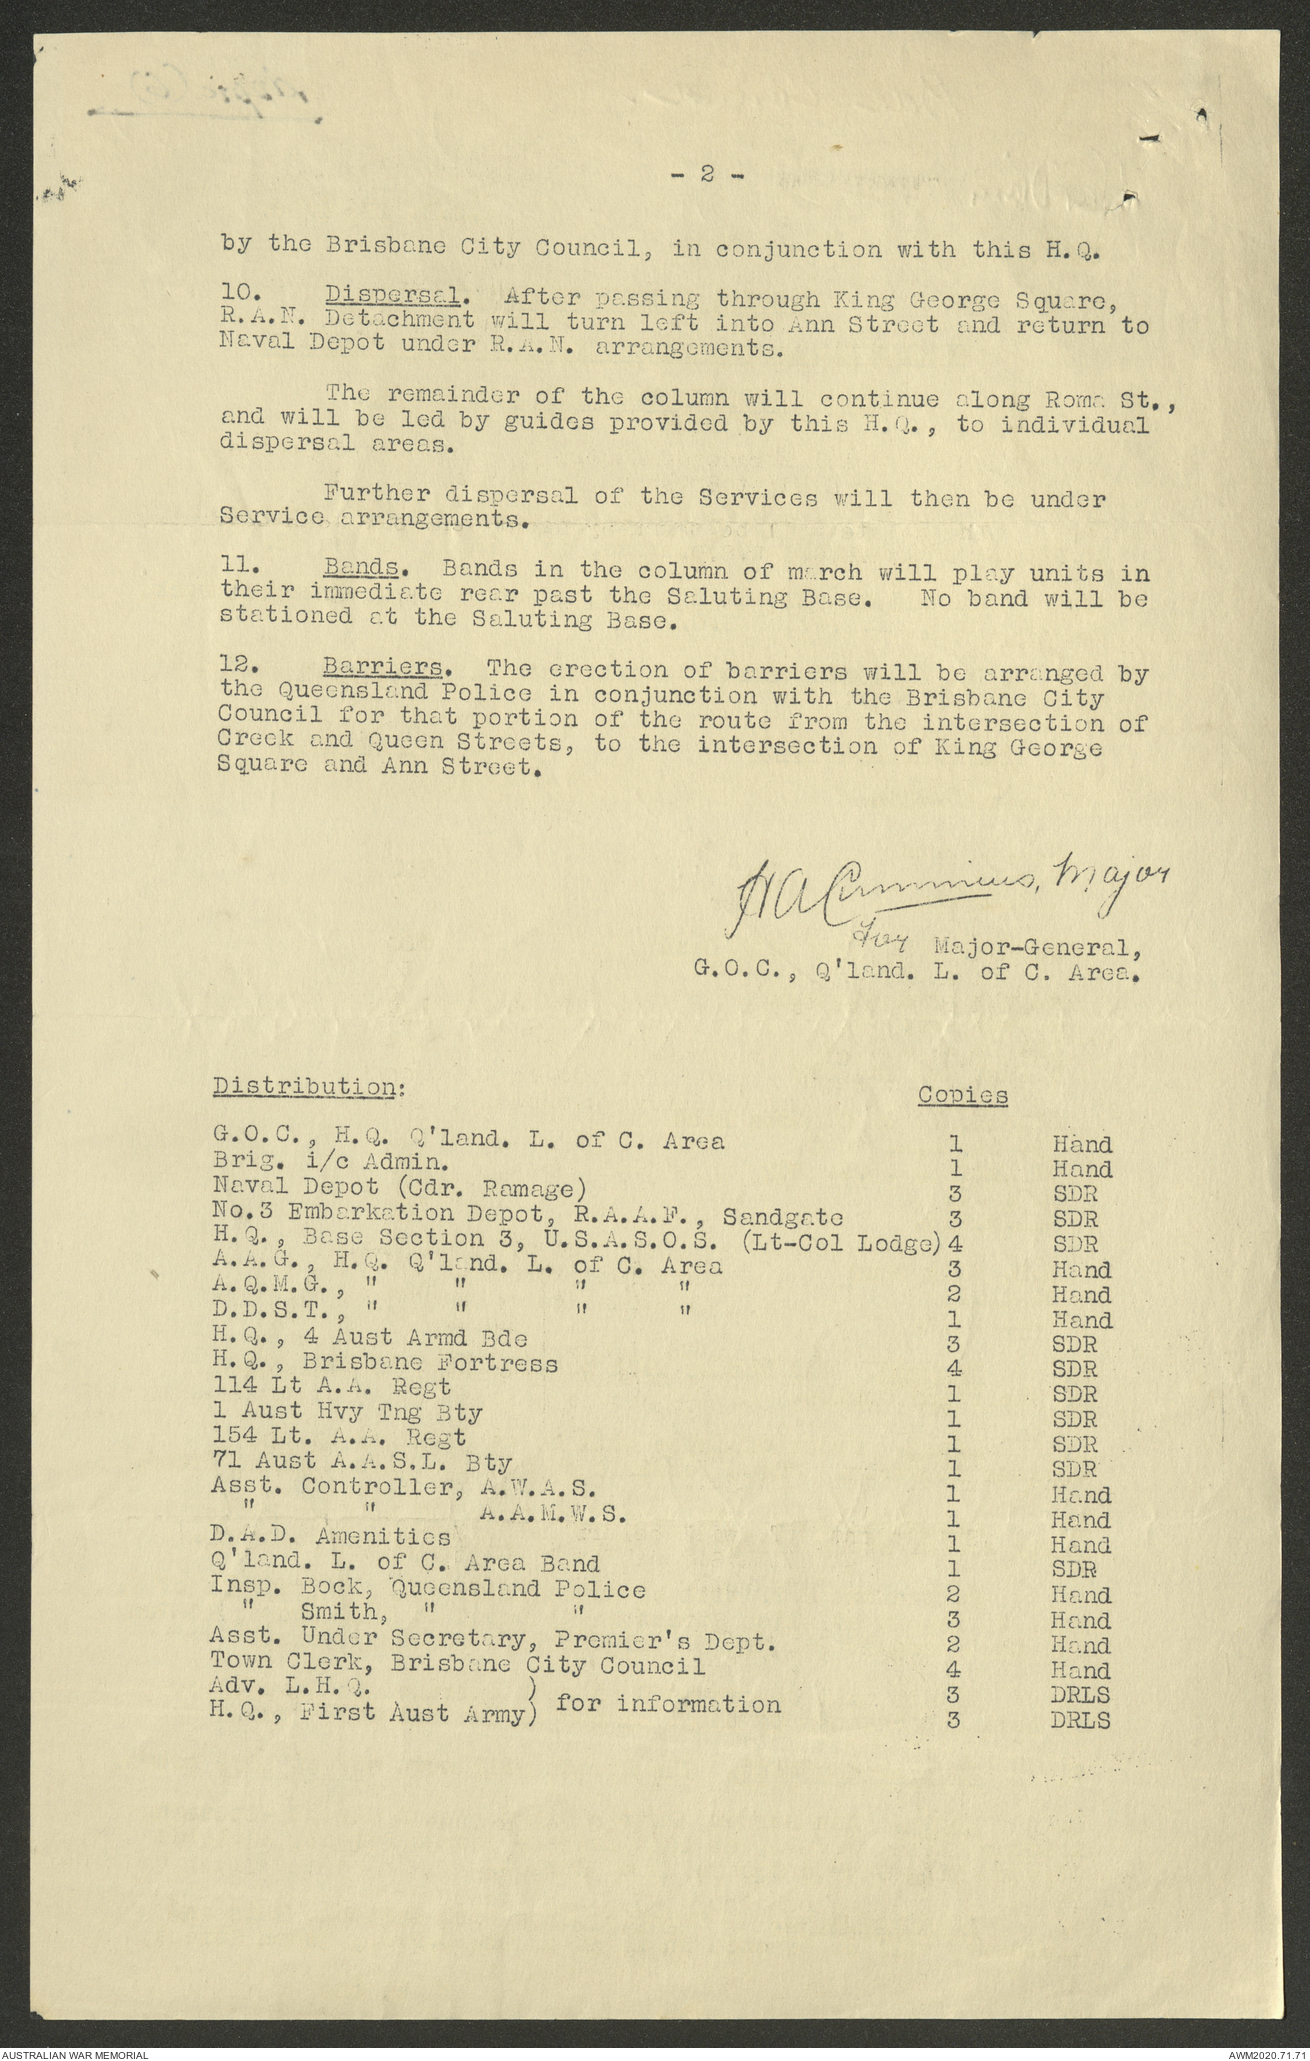 - 2 -
by the Brisbane City Council, in conjunction with this H.Q.
10. Dispersal. After passing through King George Square,
R.A.N. Detachment will turn left into Ann Street and return to
Naval Depot under R.A.N. arrangements.
The remainder of the column will continue along Roma St.,
and will be led by guides provided by this H.Q., to individual
dispersal areas.
Further dispersal of the Services will then be under
Service arrangements.
11. Bands. Bands in the column of march will play units in
their immediate rear past the Saluting Base. No band will be
stationed at the Saluting Base.
12. Barriers. The erection of barriers will be arranged by
the Queensland Police in conjunction with the Brisbane City
Council for that portion of the route from the intersection of
Creek and Queen Streets, to the intersection of King George
Square and Ann Street.
HA Cummins, Major
for Major-General,
G.O.C., Q'land. L. of C. Area.
Distribution: Copies
G.O.C., H.Q. Q'land. L. of C. Area 1 Hand
Brig. i/c Admin. 1 Hand
Naval Depot (Cdr. Ramage) 3 SDR
No.3 Embarkation Depot, R.A.A.F., Sandgate 3 SDR
H.Q., Base Section 3, U.S.A.S.O.S. (Lt-Col Lodge) 4 SDR
A.A.G., H.Q. Q'land. L. of C. Area 3 Hand
A.Q.M.G., " " " " 2 Hand
D.D.S.T., " " " " 1 Hand
H.Q., 4 Aust Armd Bde 3 SDR
H.Q., Brisbane Fortress 4 SDR
114 Lt A.A. Regt 1 SDR
1 Aust Hvy Tng Bty 1 SDR
154 Lt. A.A. Regt 1 SDR
71 Aust A.A.S.L. Bty 1 SDR
Asst. Controller, A.W.A.S. 1 Hand
" " A.A.M.W.S. 1 Hand
D.A.D. Amenities 1 Hand
Q'land. L. of C. Area Band 1 SDR
Insp. Bock, Queensland Police 2 Hand
" Smith, " " 3 Hand
Asst. Under Secretary, Premier's Dept. 2 Hand
Town Clerk, Brisbane City Council 4 Hand
Adv. L.H.Q. ) 3 DRLS
H.Q., First Aust Army) for information 3 DRLS
AUSTRALIAN WAR MEMORIAL
AWM2020.71.71